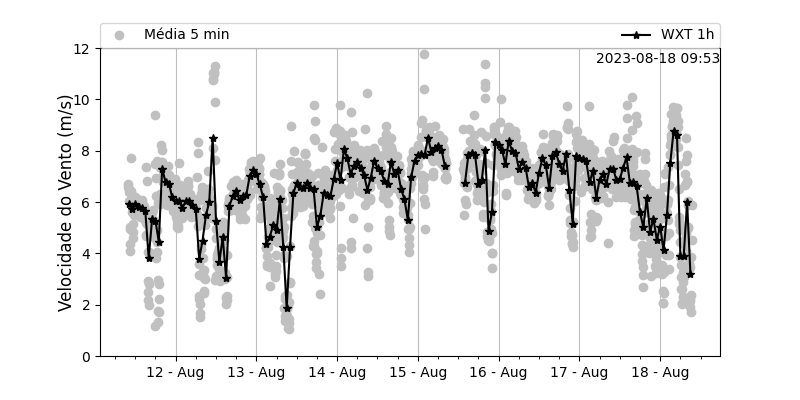 Média 5 min
WXT 1h
2023-08-18 09:53
Velocidade do Vento (m/s)
12
10
8
6
4
2
0
12 - Aug
13 - Aug
14 - Aug
15 - Aug
16 - Aug
17 - Aug
18 - Aug